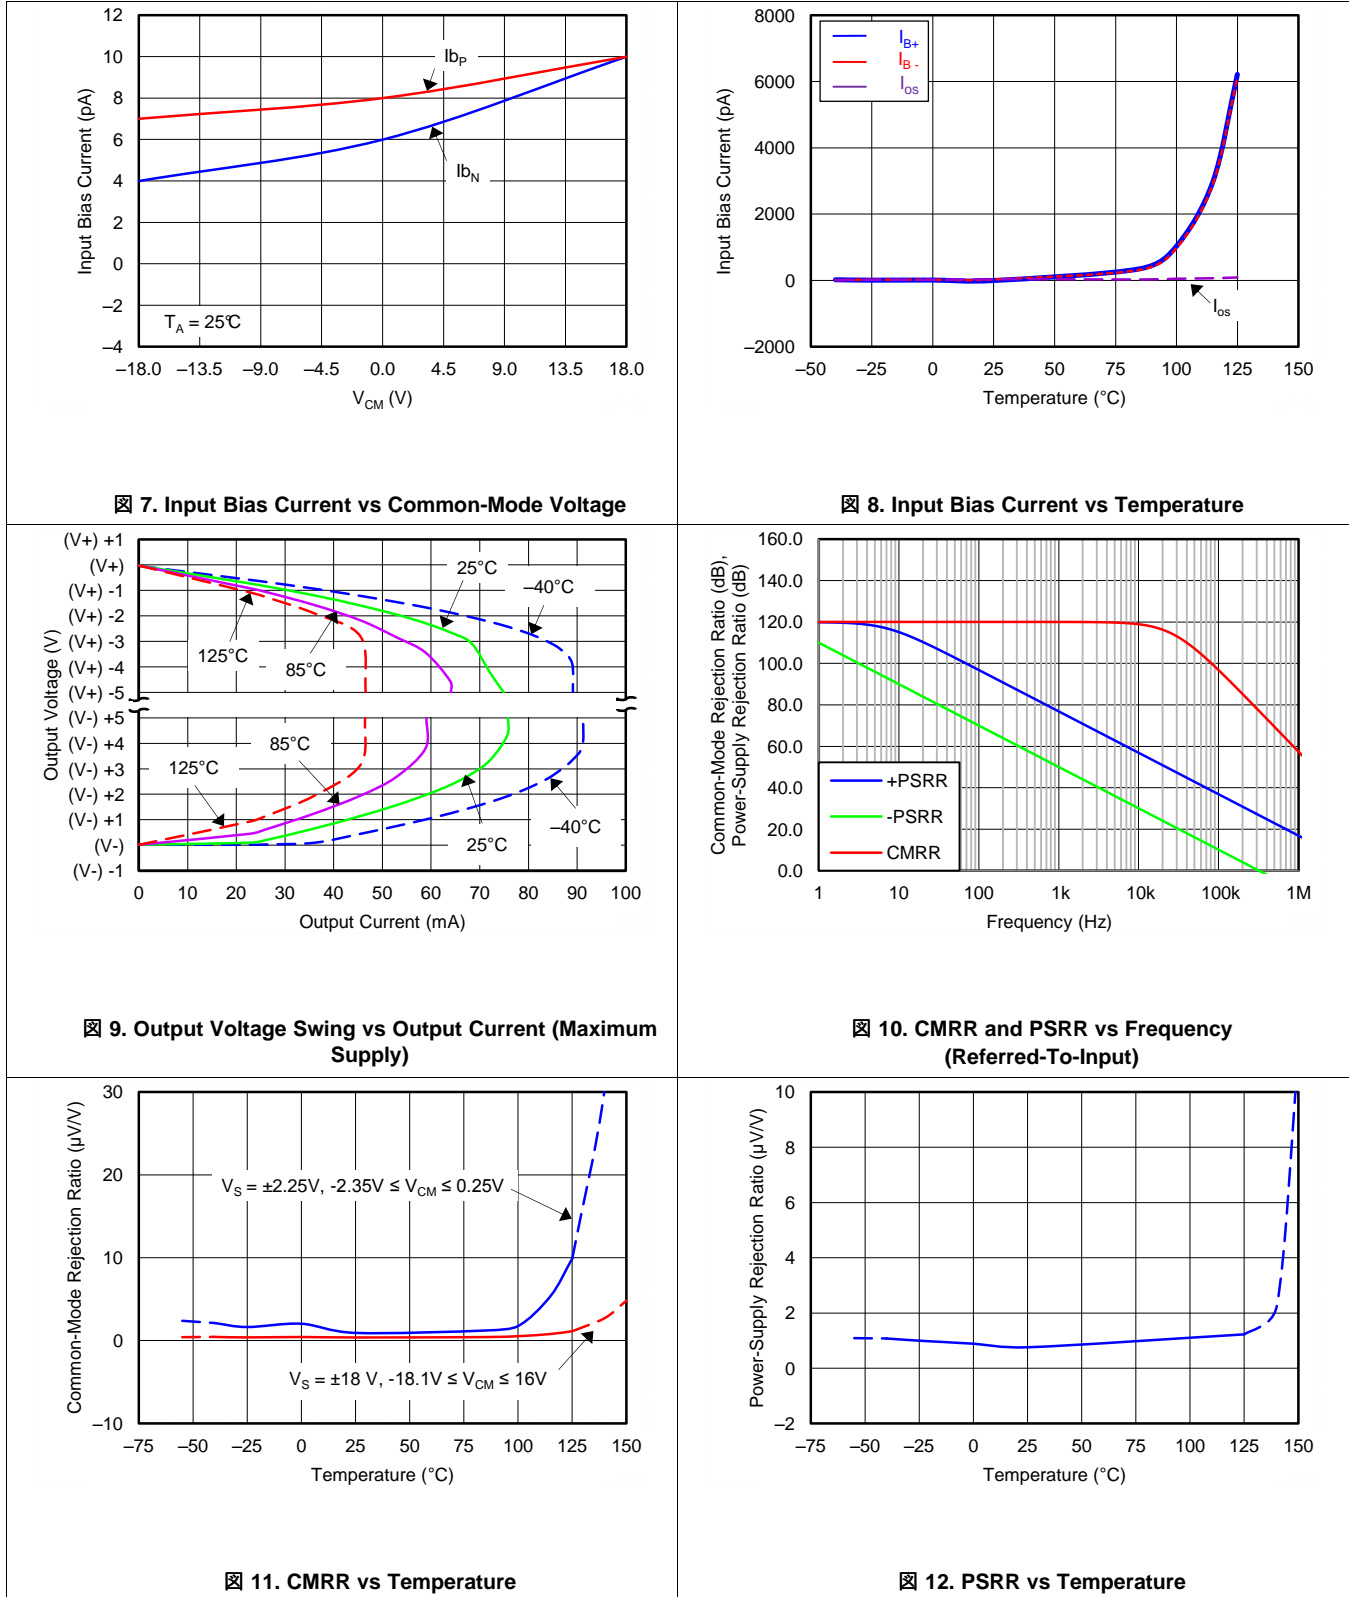 12
10
8
6
4
2
0
–2
–4
Input Bias Current (pA)
IbP
IbN
TA = 25°C
–18.0 –13.5 –9.0 –4.5 0.0 4.5 9.0 13.5 18.0
VCM (V)
図 7. Input Bias Current vs Common-Mode Voltage
8000
6000
4000
2000
0
–2000
Input Bias Current (pA)
IB+
IB -
Ios
Ios
–50 –25 0 25 50 75 100 125 150
Temperature (°C)
図 8. Input Bias Current vs Temperature
(V+) +1
(V+)
(V+) -1
(V+) -2
(V+) -3
(V+) -4
(V+) -5
(V-) +5
(V-) +4
(V-) +3
(V-) +2
(V-) +1
(V-)
(V-) -1
Output Voltage (V)
25°C
–40°C
125°C
85°C
85°C
125°C
–40°C
25°C
0 10 20 30 40 50 60 70 80 90 100
Output Current (mA)
図 9. Output Voltage Swing vs Output Current (Maximum
Supply)
160.0
140.0
120.0
100.0
80.0
60.0
40.0
20.0
0.0
Common-Mode Rejection Ratio (dB),
Power-Supply Rejection Ratio (dB)
+PSRR
-PSRR
CMRR
1 10 100 1k 10k 100k 1M
Frequency (Hz)
図 10. CMRR and PSRR vs Frequency
(Referred-To-Input)
30
20
10
0
–10
Common-Mode Rejection Ratio (µV/V)
VS = ±2.25V, -2.35V ≤ VCM ≤ 0.25V
VS = ±18 V, -18.1V ≤ VCM ≤ 16V
–75 –50 –25 0 25 50 75 100 125 150
Temperature (°C)
図 11. CMRR vs Temperature
10
8
6
4
2
0
–2
Power-Supply Rejection Ratio (µV/V)
–75 –50 –25 0 25 50 75 100 125 150
Temperature (°C)
図 12. PSRR vs Temperature